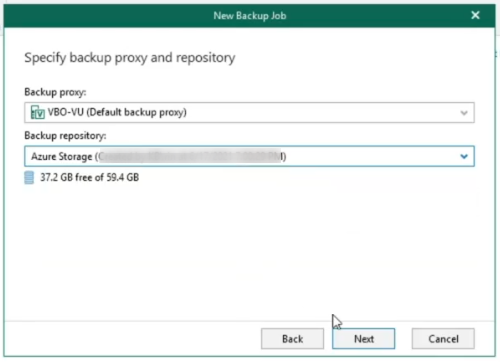 New Backup Job
Specify backup proxy and repository
Backup proxy:
VBO-VU (Default backup proxy)
Backup repository:
Azure Storage (
37.2 GB free of 59.4 GB
Back
Next
Cancel